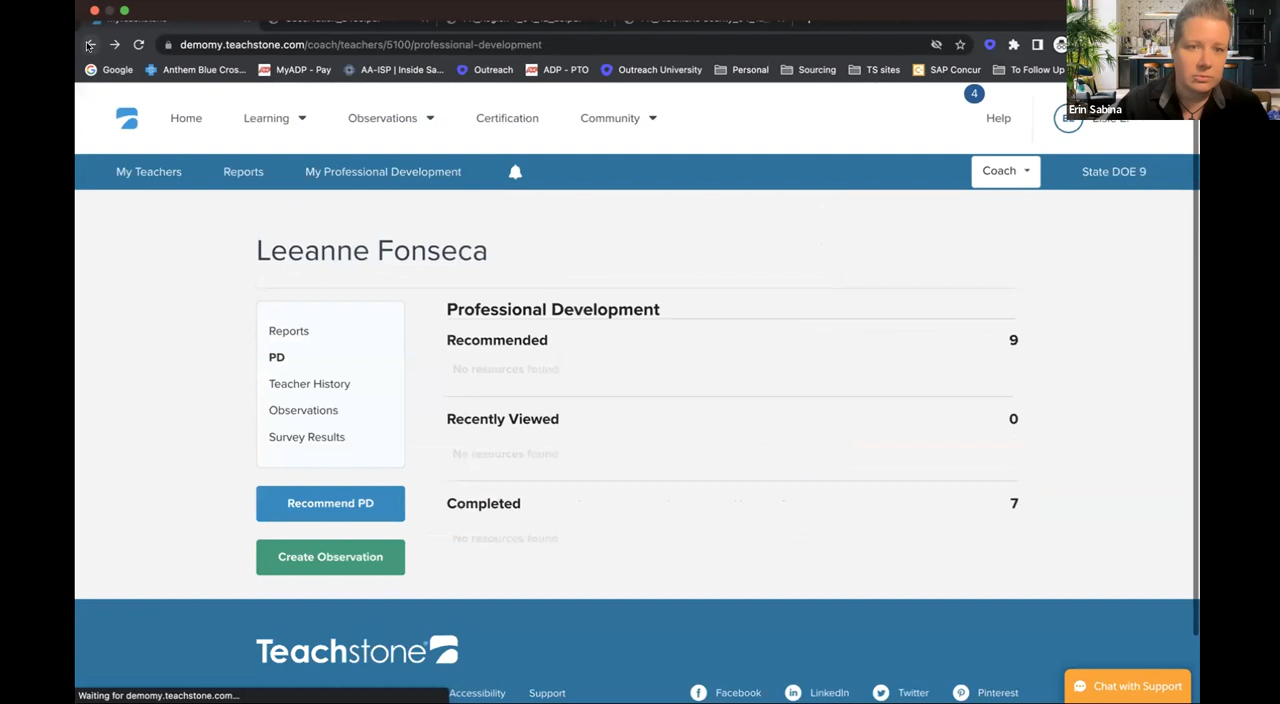 demomy.teachstone.com/coach/teachers/5100/professional-development
Google
Anthem Blue Cros...
MyADP - Pay
AA-ISP | Inside Sa...
Outreach
ADP - PTO
Outreach University
Personal
Sourcing
TS sites
SAP Concur
To Follow Up
Erin Sabina
4
Home
Learning
Observations
Certification
Community
Help
My Teachers
Reports
My Professional Development
Coach
State DOE 9
Leeanne Fonseca
Reports
PD
Teacher History
Observations
Survey Results
Recommend PD
Create Observation
Professional Development
Recommended 9
No resources found
Recently Viewed 0
No resources found
Completed 7
No resources found
Teachstone
Accessibility
Support
Facebook
LinkedIn
Twitter
Pinterest
Chat with Support
Waiting for demomy.teachstone.com...